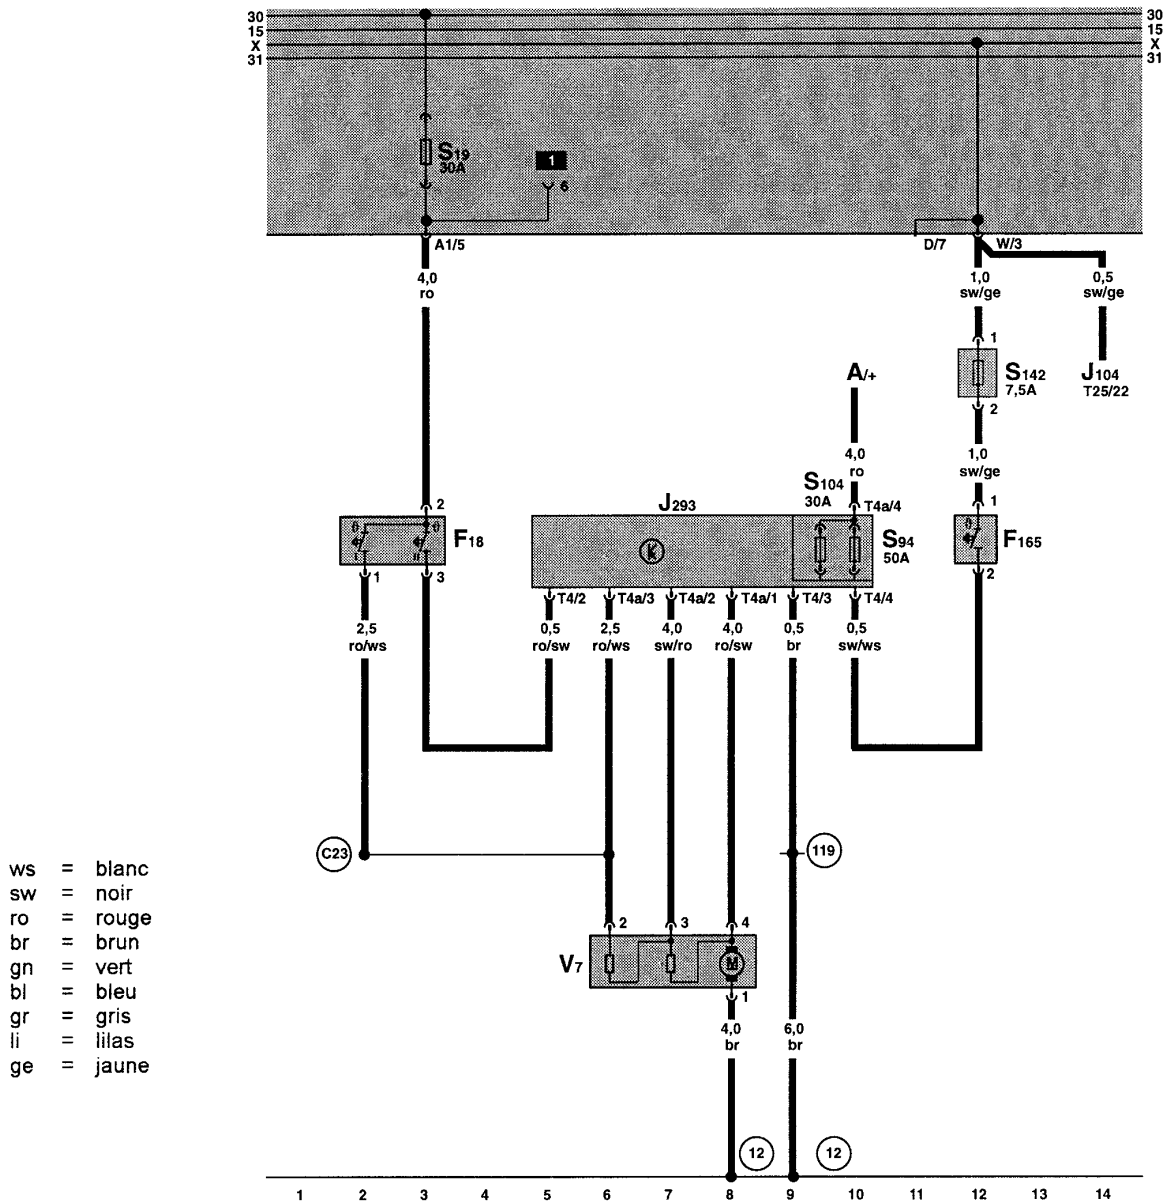 30 30
15 15
X X
31 31
S19
30A
1
6
A1/5
D/7 W/3
4,0
ro
1,0
sw/ge
0,5
sw/ge
1
S142
7,5A
2
J104
T25/22
A/+
4,0
ro
1,0
sw/ge
S104
30A
2
J293
T4a/4
1
F18
K
S94
50A
F165
I II
1 3
T4/2 T4a/3 T4a/2 T4a/1 T4/3 T4/4
2
2,5
ro/ws
0,5
ro/sw
2,5
ro/ws
4,0
sw/ro
4,0
ro/sw
0,5
br
0,5
sw/ws
C23
119
ws = blanc
sw = noir
ro = rouge
br = brun
gn = vert
bl = bleu
gr = gris
li = lilas
ge = jaune
2 3 4
V7
M
1
4,0
br
6,0
br
12 12
1 2 3 4 5 6 7 8 9 10 11 12 13 14